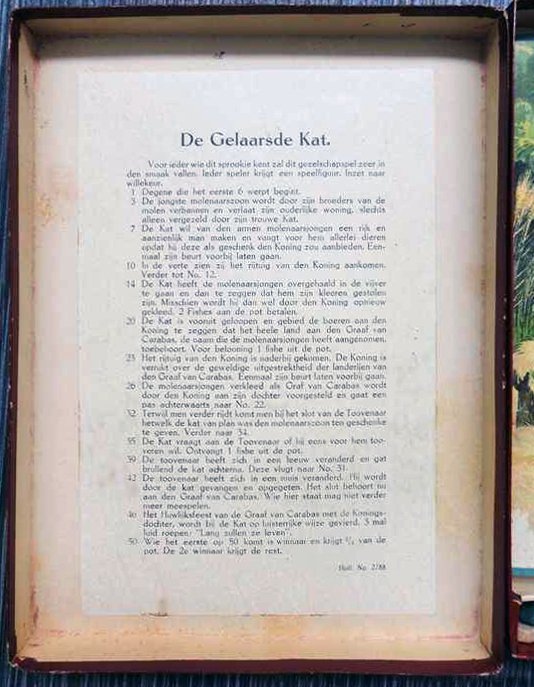 De Gelaarsde Kat.
Voor ieder wie dit sprookje kent zal dit gezelschapspel zeer in
den smaak vallen. Ieder speler krijgt een speelfiguur. Inzet naar
willekeur.
1 Degene die het eerste 6 werpt begint.
3 De jongste molenaarszoon wordt door zijn broeders van de
molen verbannen en verlaat zijn ouderlijke woning, slechts
alleen vergezeld door zijn trouwe Kat.
7 De Kat wil van den armen molenaarsjongen een rijk en
aanzienlijk man maken en vangt voor hem allerlei dieren
opdat hij deze als geschenk den Koning zou aanbieden. Een-
maal zijn beurt voorbij laten gaan.
10 In de verte zien zij het rijtuig van den Koning aankomen.
Verder tot No. 12.
14 De Kat heeft de molenaarsjongen overgehaald in de vijver
te gaan en dan te zeggen dat hem zijn kleeren gestolen
zijn. Misschien wordt hij dan wel door den Koning opnieuw
gekleed. 2 Fishes aan de pot betalen.
20 De Kat is vooruit geloopen en gebied de boeren aan den
Koning te zeggen dat het heele land aan den Graaf van
Carabas, de naam die de molenaarsjongen heeft aangenomen,
toebehoort. Voor belooning 1 fishe uit de pot.
23 Het rijtuig van den Koning is naderbij gekomen. De Koning is
verrukt over de geweldige uitgestrektheid der landerijen van
den Graaf van Carabas. Eenmaal zijn beurt laten voorbij gaan.
26 De molenaarsjongen verkleed als Graf van Carabas wordt
door den Koning aan zijn dochter voorgesteld en gaat een
pas achterwaarts naar No. 22.
32 Terwijl men verder rijdt komt men bij het slot van de Toovenaar
hetwelk de kat van plan was den molenaarszoon ten geschenke
te geven. Verder naar 34.
35 De Kat vraagt aan de Toovenaar of hij eens voor hem too-
veren wil. Ontvangt 1 fishe uit de pot.
39 De toovenaar heeft zich in een leeuw veranderd en gat
brullend de kat achterna. Deze vlugt naar No. 31.
42 De toovenaar heeft zich in een muis veranderd. Hij wordt
door de kat gevangen en opgegeten. Het slot behoort nu
aan den Graaf van Carabas. Wie hier staat mag niet verder
meer meespelen.
46 Het Huwlijksfeest van de Graaf van Carabas met de Konings-
dochter, wordt bij de Kat op luisterrijke wijze gevierd. 3 mal
luid roepen: "Lang zullen ze leven".
50 Wie het eerste op 50 komt is winnaar en krijgt van de
pot. De 2e winnaar krijgt de rest.
Holl. No. 2/88